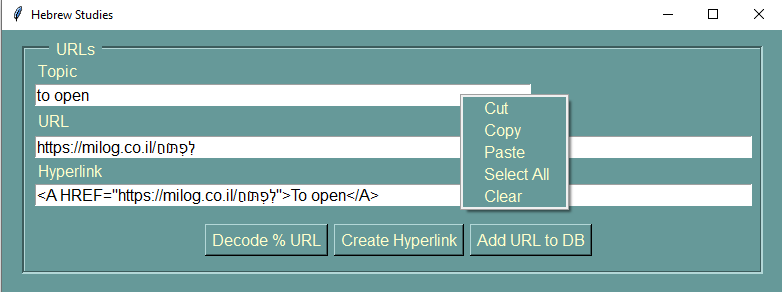 Hebrew Studies
URLs
Topic
to open
URL
https://milog.co.il/לִפְתּוֹחַ
Hyperlink
<A HREF="https://milog.co.il/לִפְתּוֹחַ">To open</A>
Cut
Copy
Paste
Select All
Clear
Decode % URL
Create Hyperlink
Add URL to DB